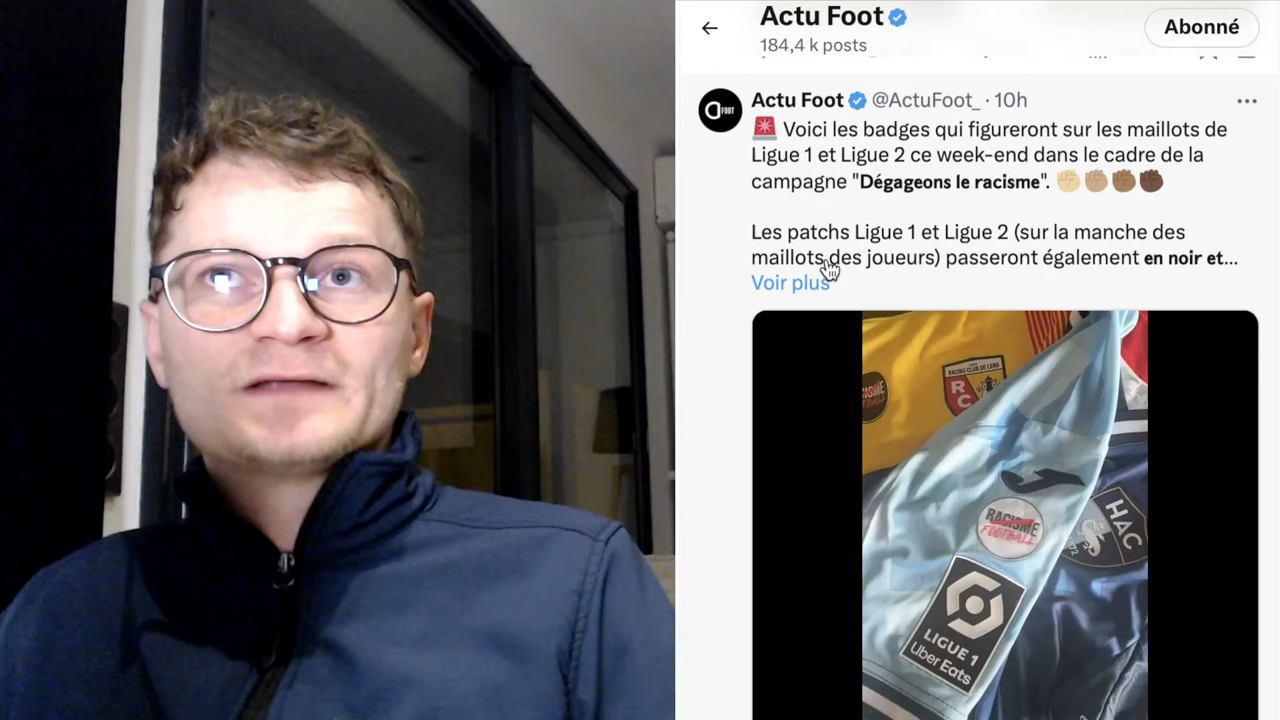 Actu Foot
184,4 k posts
Abonné
FOOT
Actu Foot @ActuFoot_ · 10h
🚨 Voici les badges qui figureront sur les maillots de
Ligue 1 et Ligue 2 ce week-end dans le cadre de la
campagne "Dégageons le racisme". ✊🏻✊🏽✊🏾✊🏿
Les patchs Ligue 1 et Ligue 2 (sur la manche des
maillots des joueurs) passeront également en noir et...
Voir plus
RACING CLUB DE LENS
RC
RACISME
FOOTBALL
HAC
LIGUE 1
Uber Eats